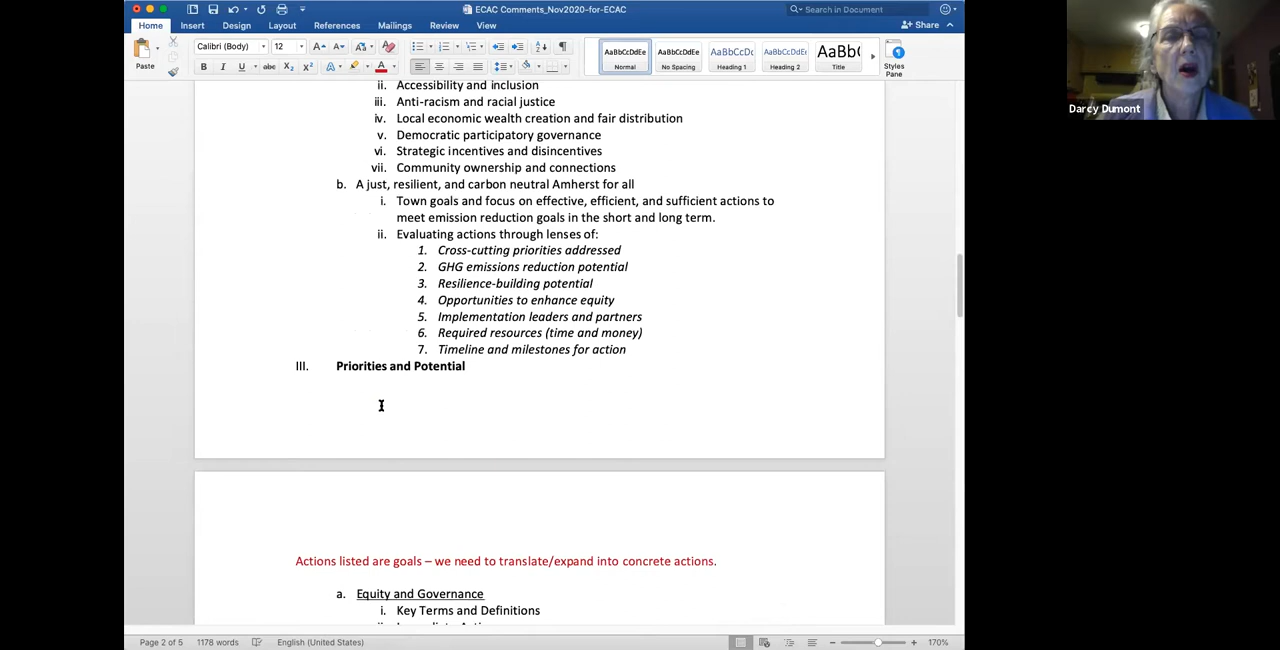 ECAC Comments_Nov2020-for-ECAC
Search in Document
Home Insert Design Layout References Mailings Review View
Share
Paste
Calibri (Body) 12
AaBbCcDdEe AaBbCcDdEe AaBbCcDc AaBbCcDdEe AaBb(
Normal No Spacing Heading 1 Heading 2 Title
Styles
Pane
ii. Accessibility and inclusion
iii. Anti-racism and racial justice
iv. Local economic wealth creation and fair distribution
v. Democratic participatory governance
vi. Strategic incentives and disincentives
vii. Community ownership and connections
b. A just, resilient, and carbon neutral Amherst for all
i. Town goals and focus on effective, efficient, and sufficient actions to
meet emission reduction goals in the short and long term.
ii. Evaluating actions through lenses of:
1. Cross-cutting priorities addressed
2. GHG emissions reduction potential
3. Resilience-building potential
4. Opportunities to enhance equity
5. Implementation leaders and partners
6. Required resources (time and money)
7. Timeline and milestones for action
III. Priorities and Potential
Actions listed are goals – we need to translate/expand into concrete actions.
a. Equity and Governance
i. Key Terms and Definitions
Page 2 of 5 1178 words English (United States) 170%
Darcy Dumont